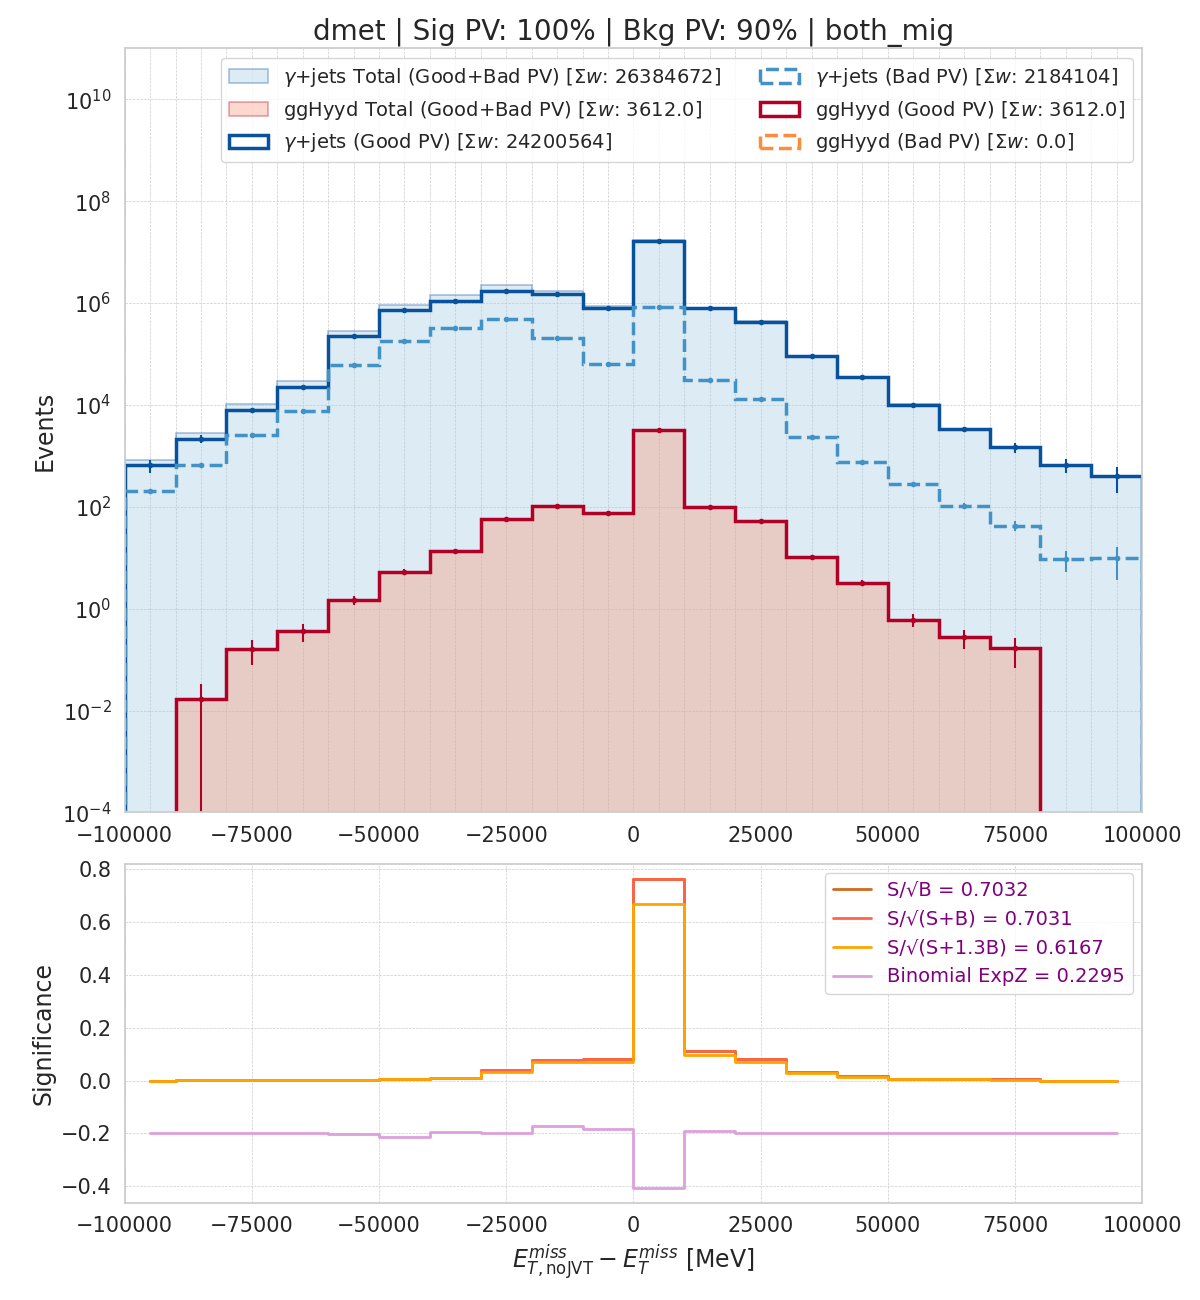 dmet | Sig PV: 100% | Bkg PV: 90% | both_mig
γ+jets Total (Good+Bad PV) [Σw: 26384672]
ggHyyd Total (Good+Bad PV) [Σw: 3612.0]
γ+jets (Good PV) [Σw: 24200564]
γ+jets (Bad PV) [Σw: 2184104]
ggHyyd (Good PV) [Σw: 3612.0]
ggHyyd (Bad PV) [Σw: 0.0]
Events
10^10
10^8
10^6
10^4
10^2
10^0
10^−2
10^−4
−100000 −75000 −50000 −25000 0 25000 50000 75000 100000
S/√B = 0.7032
S/√(S+B) = 0.7031
S/√(S+1.3B) = 0.6167
Binomial ExpZ = 0.2295
Significance
0.8
0.6
0.4
0.2
0.0
−0.2
−0.4
−100000 −75000 −50000 −25000 0 25000 50000 75000 100000
E_{T,noJVT}^{miss} − E_T^{miss} [MeV]